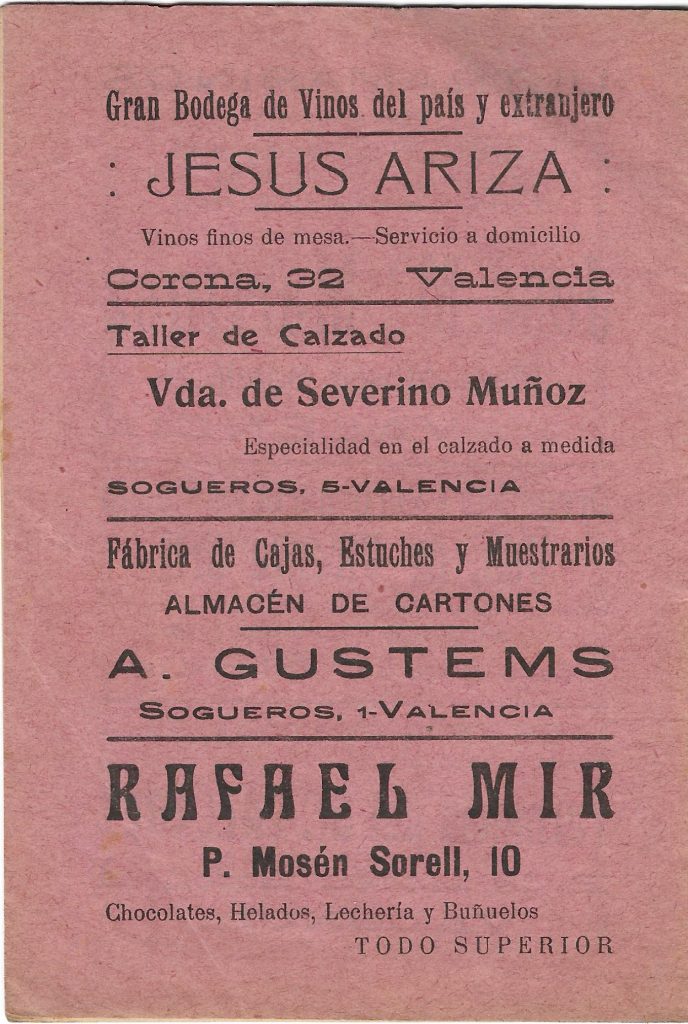 Gran Bodega de Vinos del país y extranjero
: JESUS ARIZA :
Vinos finos de mesa.—Servicio a domicilio
Corona, 32 Valencia
Taller de Calzado
Vda. de Severino Muñoz
Especialidad en el calzado a medida
SOGUEROS, 5-VALENCIA
Fábrica de Cajas, Estuches y Muestrarios
ALMACÉN DE CARTONES
A. GUSTEMS
SOGUEROS, 1-VALENCIA
RAFAEL MIR
P. Mosén Sorell, 10
Chocolates, Helados, Lechería y Buñuelos
TODO SUPERIOR